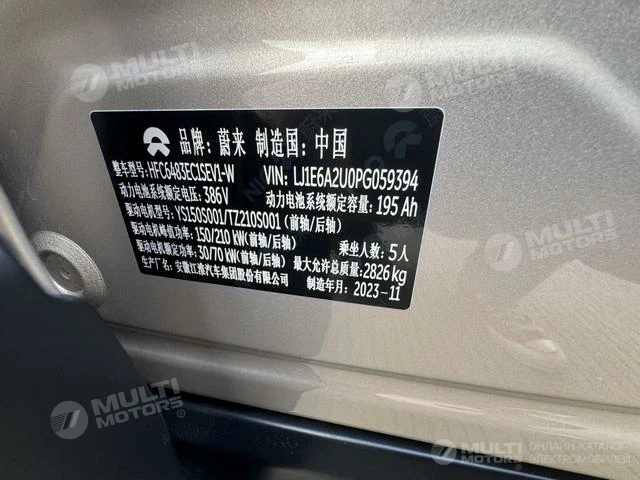 品牌: 蔚来 制造国: 中国
整车型号: HFC6483EC1SEV1-W VIN: LJ1E6A2U0PG059394
动力电池系统额定电压: 386V 动力电池系统额定容量: 195 Ah
驱动电机型号: YS150S001/TZ210S001 (前轴/后轴)
驱动电机峰值功率: 150/210 kW (前轴/后轴) 乘坐人数: 5人
驱动电机额定功率: 50/70 kW (前轴/后轴) 最大允许总质量: 2826 kg
生产厂名: 安徽江淮汽车集团股份有限公司 制造年月: 2023-11
MULTI MOTORS®
MULTI MOTORS®
MULTI MOTORS®
MULTI MOTORS
ОНЛАЙН-КАТАЛОГ
ЭЛЕКТРОМОБИЛЕЙ